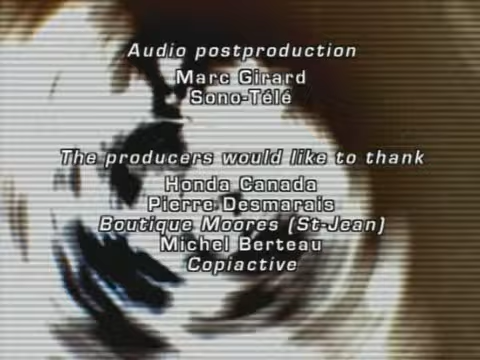 Audio postproduction
Marc Girard
Sono-Télé
The producers would like to thank
Honda Canada
Pierre Desmarais
Boutique Moores (St-Jean)
Michel Berteau
Copiactive